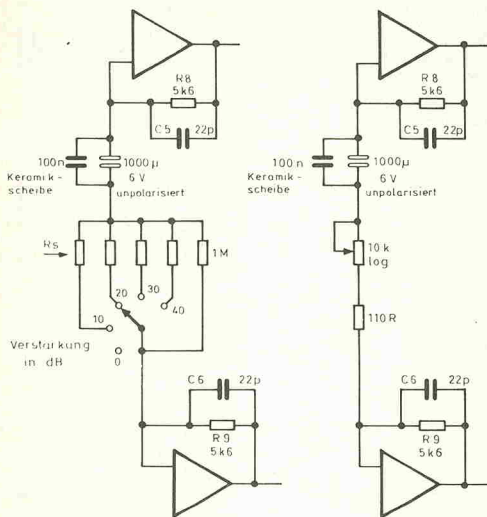 R8
5k6
C5
22p
100n
Keramik-
scheibe
1000µ
6 V
unpolarisiert
Rs
1M
10
20
30
40
0
Verstärkung
in dB
C6
22p
R9
5k6
R8
5k6
C5
22p
100n
Keramik-
scheibe
1000µ
6 V
unpolarisiert
10k
log
110R
C6
22p
R9
5k6